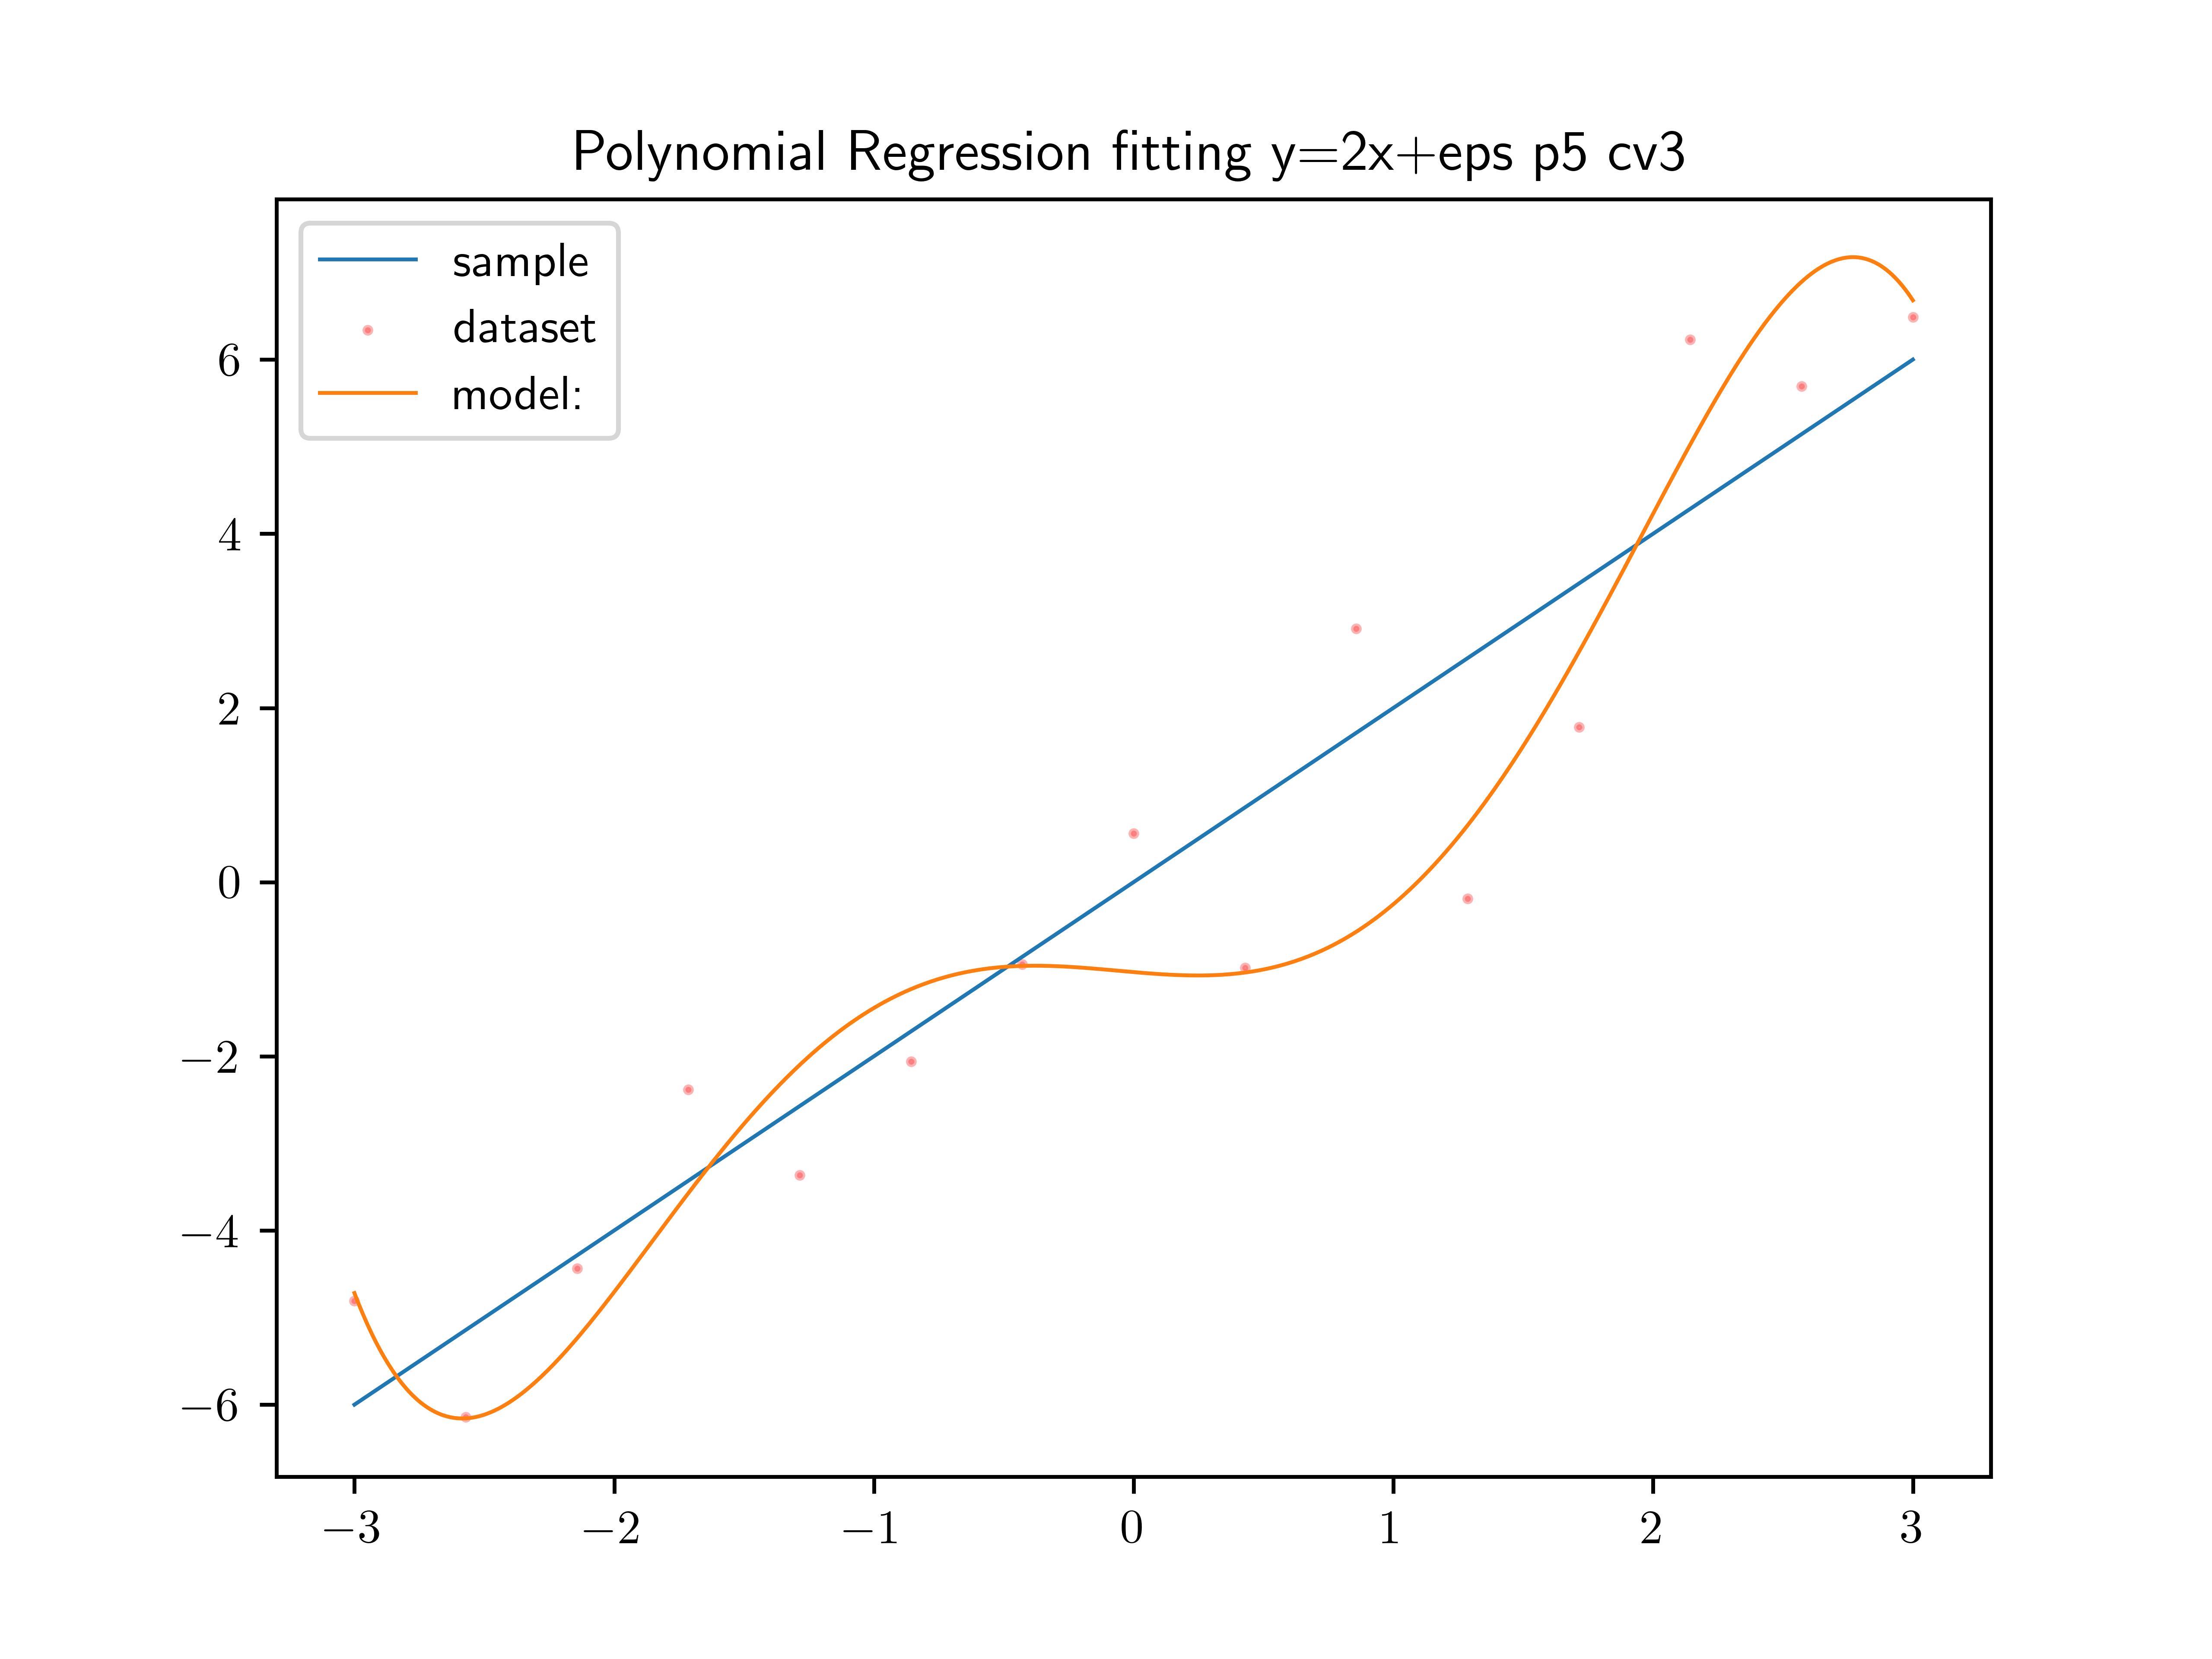 Polynomial Regression fitting y=2x+eps p5 cv3
sample
dataset
model:
6
4
2
0
−2
−4
−6
−3 −2 −1 0 1 2 3